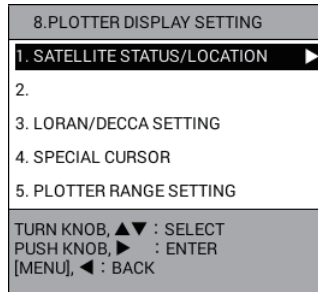 8.PLOTTER DISPLAY SETTING
1. SATELLITE STATUS/LOCATION ▶
2.
3. LORAN/DECCA SETTING
4. SPECIAL CURSOR
5. PLOTTER RANGE SETTING
TURN KNOB, ▲▼ : SELECT
PUSH KNOB, ▶ : ENTER
[MENU], ◀ : BACK